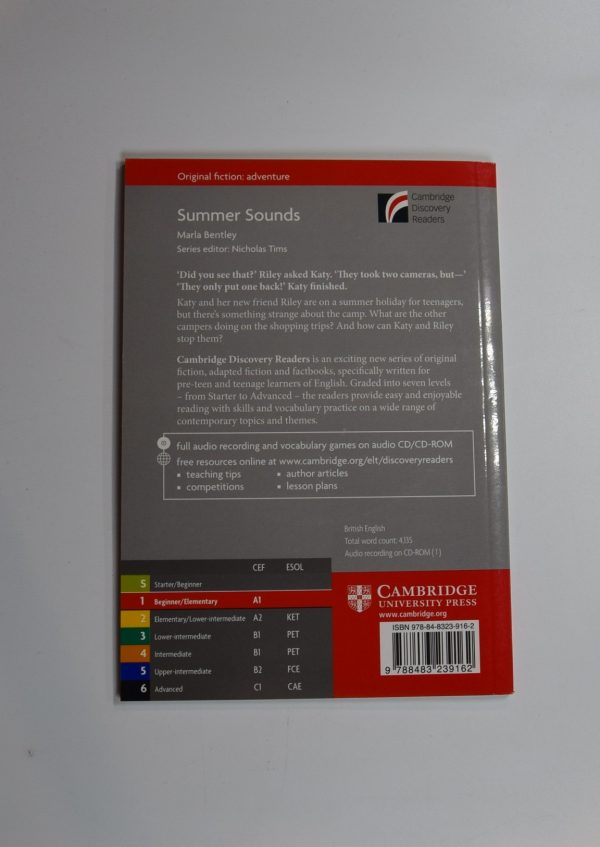 Original fiction: adventure
Cambridge
Discovery
Readers
Summer Sounds
Marla Bentley
Series editor: Nicholas Tims
‘Did you see that?’ Riley asked Katy. ‘They took two cameras, but—’
‘They only put one back!’ Katy finished.
Katy and her new friend Riley are on a summer holiday for teenagers,
but there’s something strange about the camp. What are the other
campers doing on the shopping trips? And how can Katy and Riley
stop them?
Cambridge Discovery Readers is an exciting new series of original
fiction, adapted fiction and factbooks, specifically written for
pre-teen and teenage learners of English. Graded into seven levels
– from Starter to Advanced – the readers provide easy and enjoyable
reading with skills and vocabulary practice on a wide range of
contemporary topics and themes.
full audio recording and vocabulary games on audio CD/CD-ROM
free resources online at www.cambridge.org/elt/discoveryreaders
▪ teaching tips ▪ author articles
▪ competitions ▪ lesson plans
British English
Total word count: 4,135
Audio recording on CD-ROM (1)
CEF ESOL
S Starter/Beginner
1 Beginner/Elementary A1
2 Elementary/Lower-intermediate A2 KET
3 Lower-intermediate B1 PET
4 Intermediate B1 PET
5 Upper-intermediate B2 FCE
6 Advanced C1 CAE
CAMBRIDGE
UNIVERSITY PRESS
www.cambridge.org
ISBN 978-84-8323-916-2
9 788483 239162